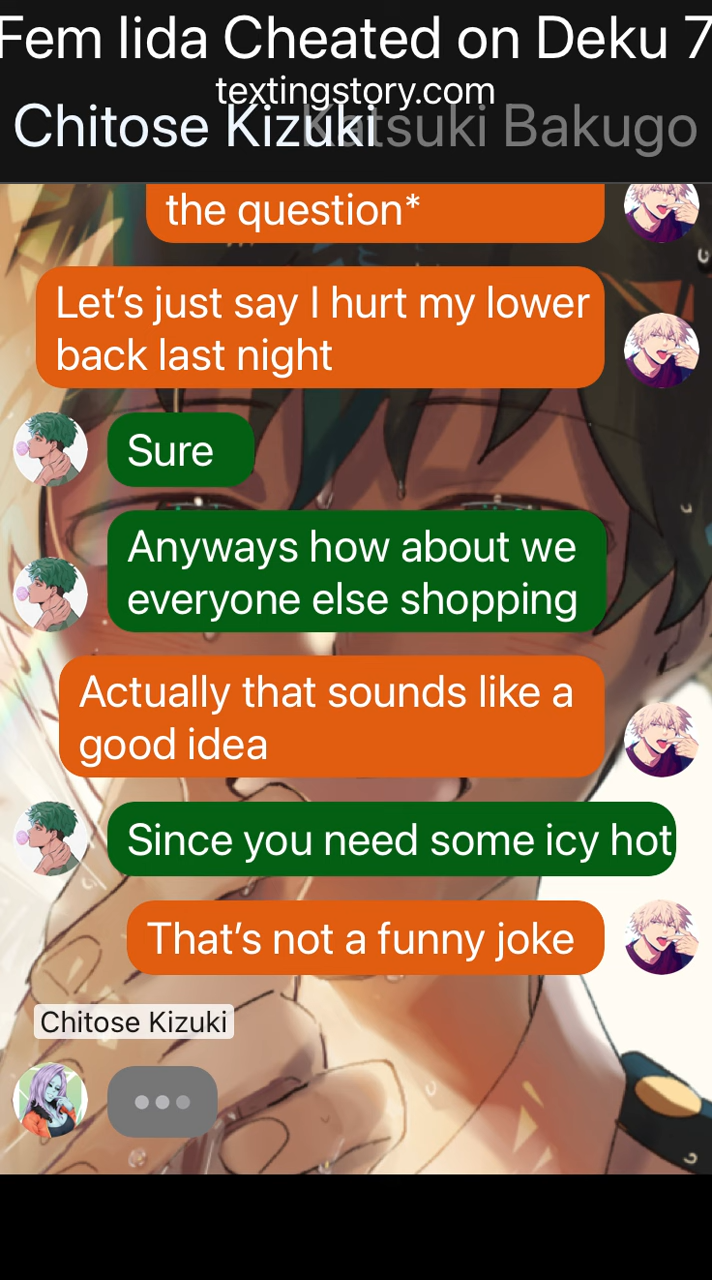 Fem Iida Cheated on Deku 7
textingstory.com
Chitose Kizuki
Katsuki Bakugo
the question*
Let’s just say I hurt my lower
back last night
Sure
Anyways how about we
everyone else shopping
Actually that sounds like a
good idea
Since you need some icy hot
That’s not a funny joke
Chitose Kizuki